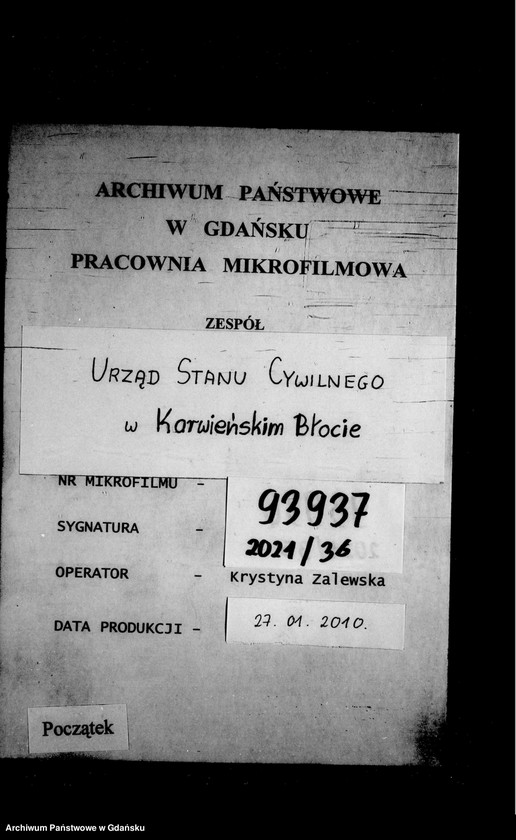 ARCHIWUM PAŃSTWOWE
W GDAŃSKU
PRACOWNIA MIKROFILMOWA
ZESPÓŁ
URZĄD STANU CYWILNEGO
w Karwieńskim Błocie
NR MIKROFILMU - 93937
SYGNATURA - 2021/36
OPERATOR - Krystyna Zalewska
DATA PRODUKCJI - 27.01.2010.
Początek
Archiwum Państwowe w Gdańsku